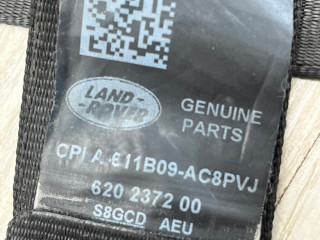 LAND-
-ROVER
GENUINE
PARTS
CPLA 611B09-AC8PVJ
620 2372 00
S8GCD AEU